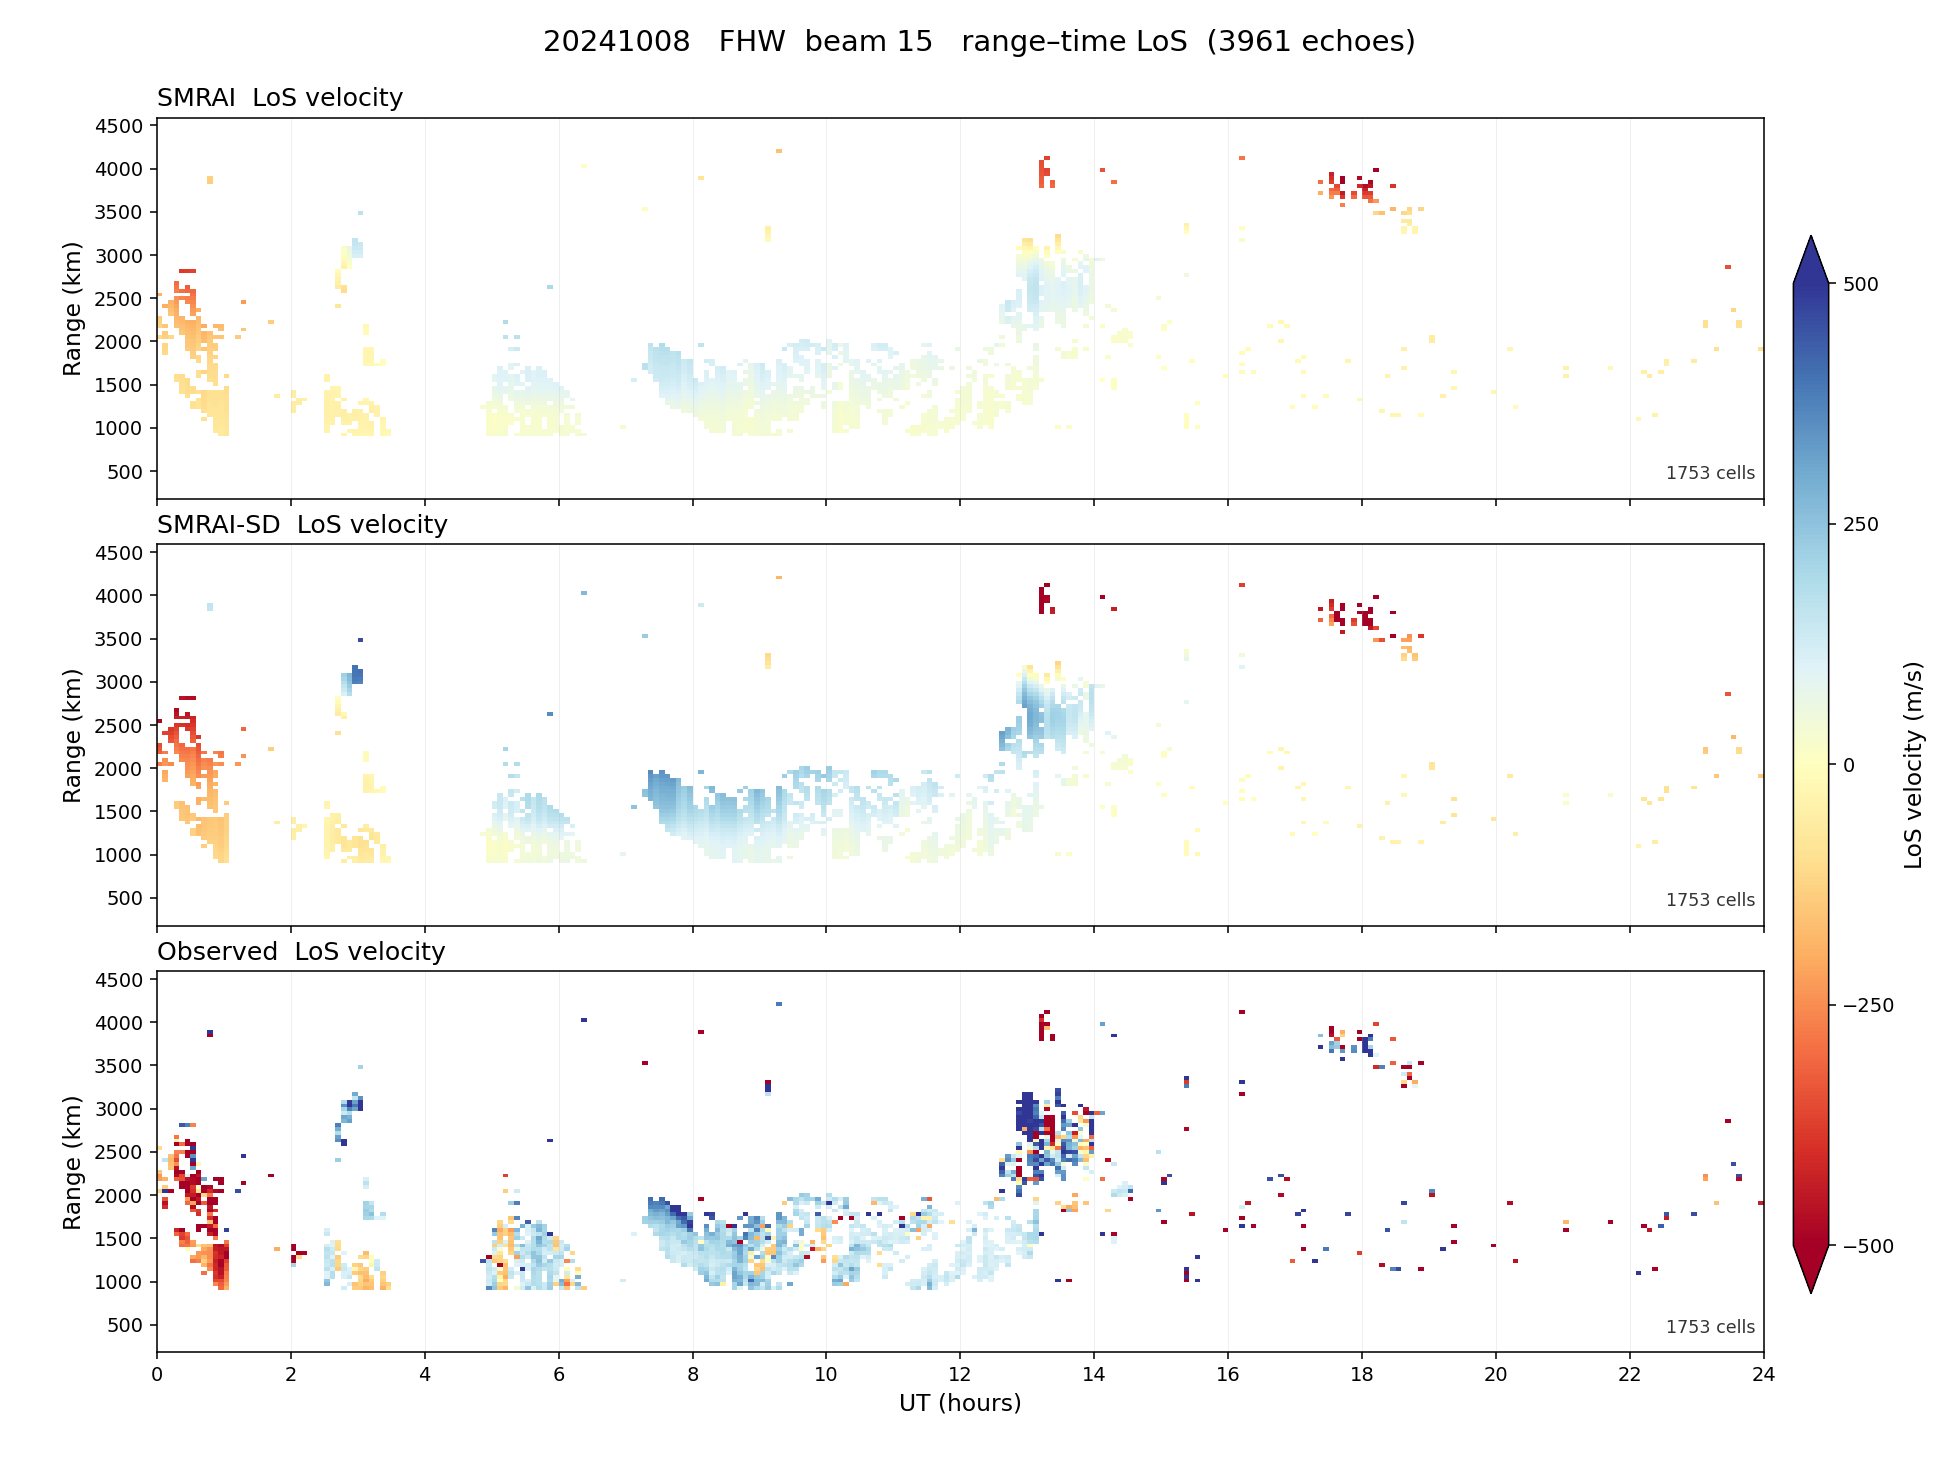 20241008   FHW  beam 15   range–time LoS  (3961 echoes)
SMRAI  LoS velocity
4500
4000
3500
3000
2500
2000
1500
1000
500
Range (km)
1753 cells
SMRAI-SD  LoS velocity
4500
4000
3500
3000
2500
2000
1500
1000
500
Range (km)
1753 cells
Observed  LoS velocity
4500
4000
3500
3000
2500
2000
1500
1000
500
Range (km)
1753 cells
0 2 4 6 8 10 12 14 16 18 20 22 24
UT (hours)
500
250
0
−250
−500
LoS velocity (m/s)